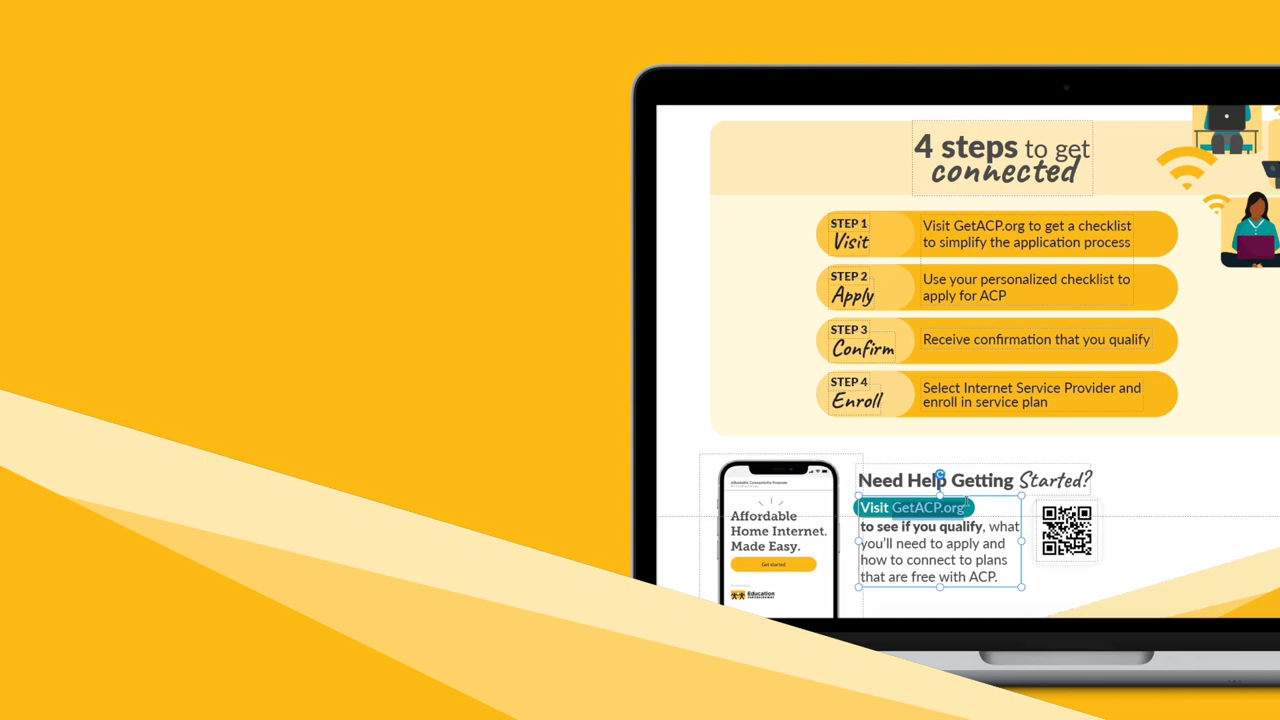 4 steps to get
connected
STEP 1
Visit
Visit GetACP.org to get a checklist
to simplify the application process
STEP 2
Apply
Use your personalized checklist to
apply for ACP
STEP 3
Confirm
Receive confirmation that you qualify
STEP 4
Enroll
Select Internet Service Provider and
enroll in service plan
Affordable
Home Internet.
Made Easy.
Get started
Education
Need Help Getting Started?
Visit GetACP.org
to see if you qualify, what
you'll need to apply and
how to connect to plans
that are free with ACP.